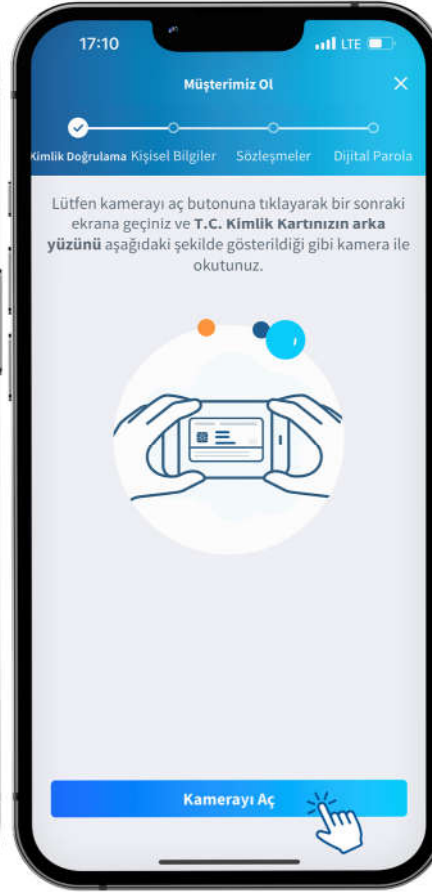 17:10
LTE
Müşterimiz Ol
Kimlik Doğrulama Kişisel Bilgiler Sözleşmeler Dijital Parola
Lütfen kamerayı aç butonuna tıklayarak bir sonraki
ekrana geçiniz ve T.C. Kimlik Kartınızın arka
yüzünü aşağıdaki şekilde gösterildiği gibi kamera ile
okutunuz.
Kamerayı Aç